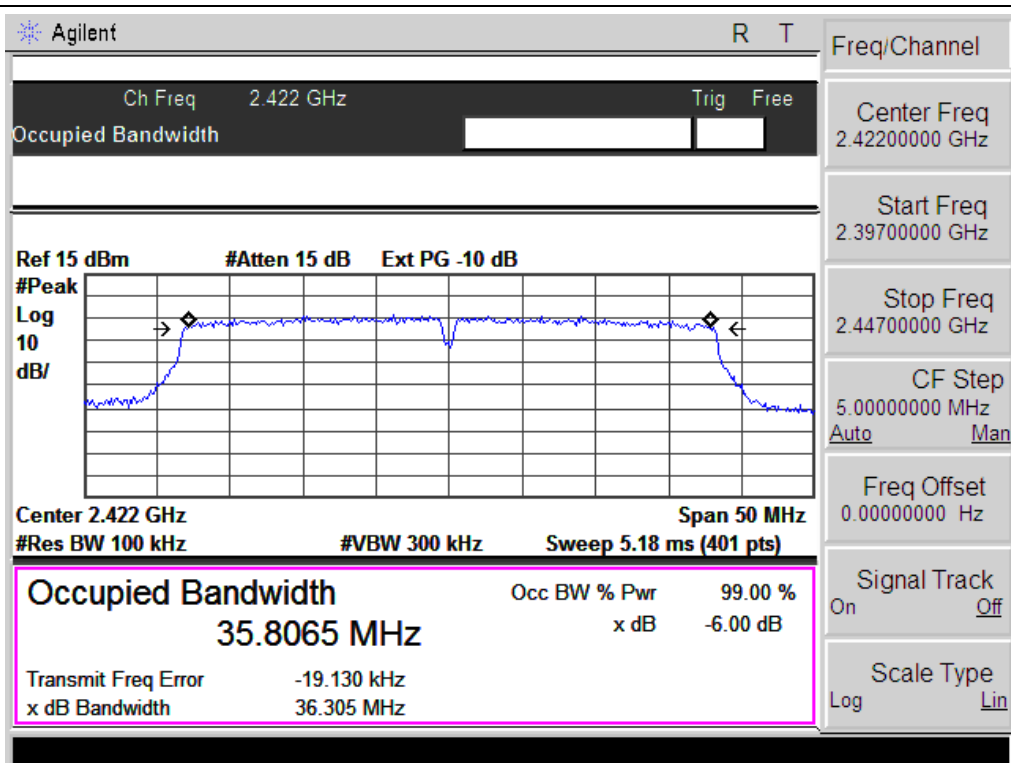 Agilent R T
Ch Freq 2.422 GHz Trig Free
Occupied Bandwidth
Ref 15 dBm #Atten 15 dB Ext PG -10 dB
#Peak
Log
10
dB/
Center 2.422 GHz Span 50 MHz
#Res BW 100 kHz #VBW 300 kHz Sweep 5.18 ms (401 pts)
Occupied Bandwidth Occ BW % Pwr 99.00 %
35.8065 MHz x dB -6.00 dB
Transmit Freq Error -19.130 kHz
x dB Bandwidth 36.305 MHz
Freq/Channel
Center Freq
2.42200000 GHz
Start Freq
2.39700000 GHz
Stop Freq
2.44700000 GHz
CF Step
5.00000000 MHz
Auto Man
Freq Offset
0.00000000 Hz
Signal Track
On Off
Scale Type
Log Lin